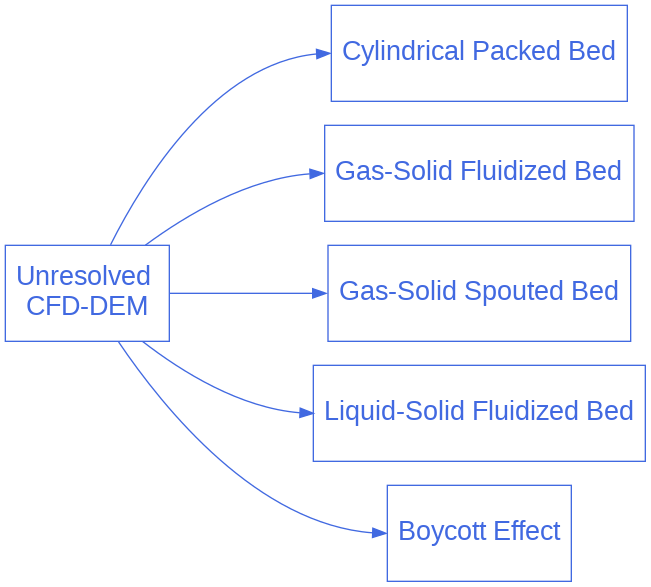 Cylindrical Packed Bed
Gas-Solid Fluidized Bed
Unresolved
CFD-DEM
Gas-Solid Spouted Bed
Liquid-Solid Fluidized Bed
Boycott Effect